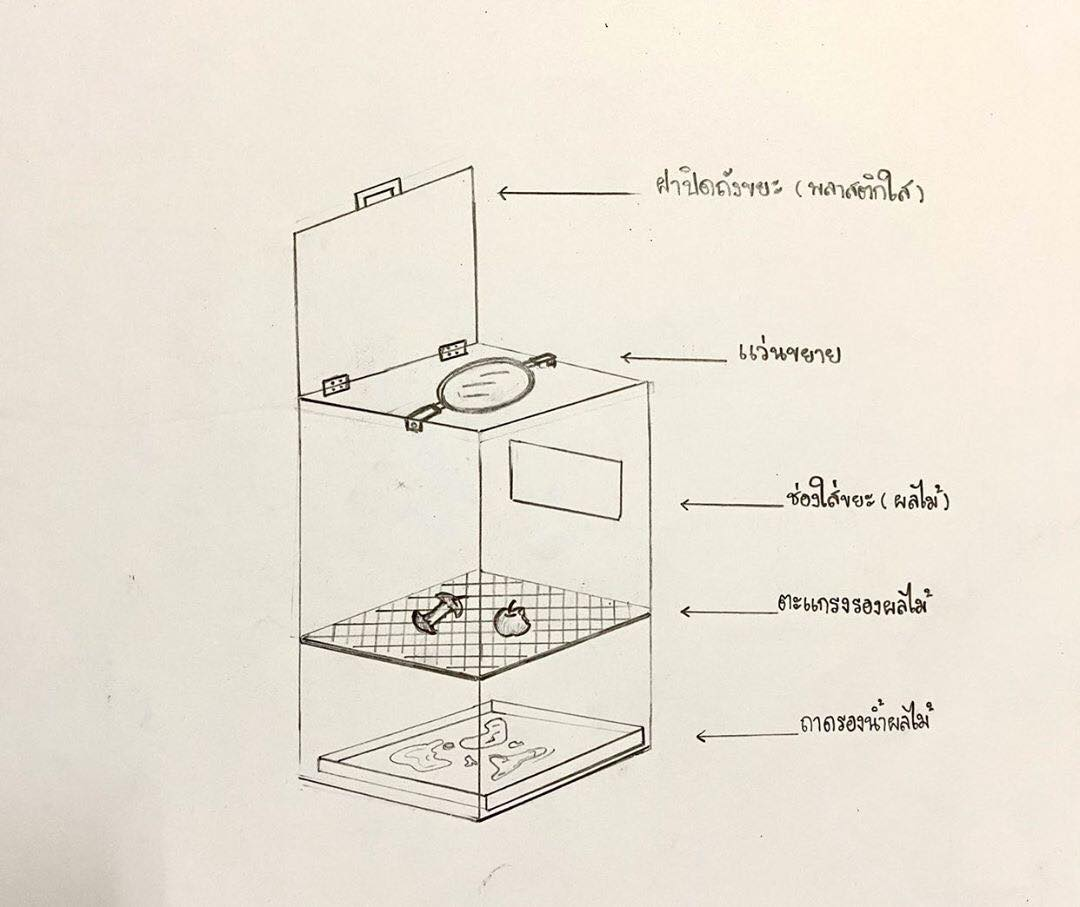 ฝาปิดถังขยะ (พลาสติกใส)
แว่นขยาย
ช่องใส่ขยะ (ผลไม้)
ตะแกรงรองผลไม้
ถาดรองน้ำผลไม้